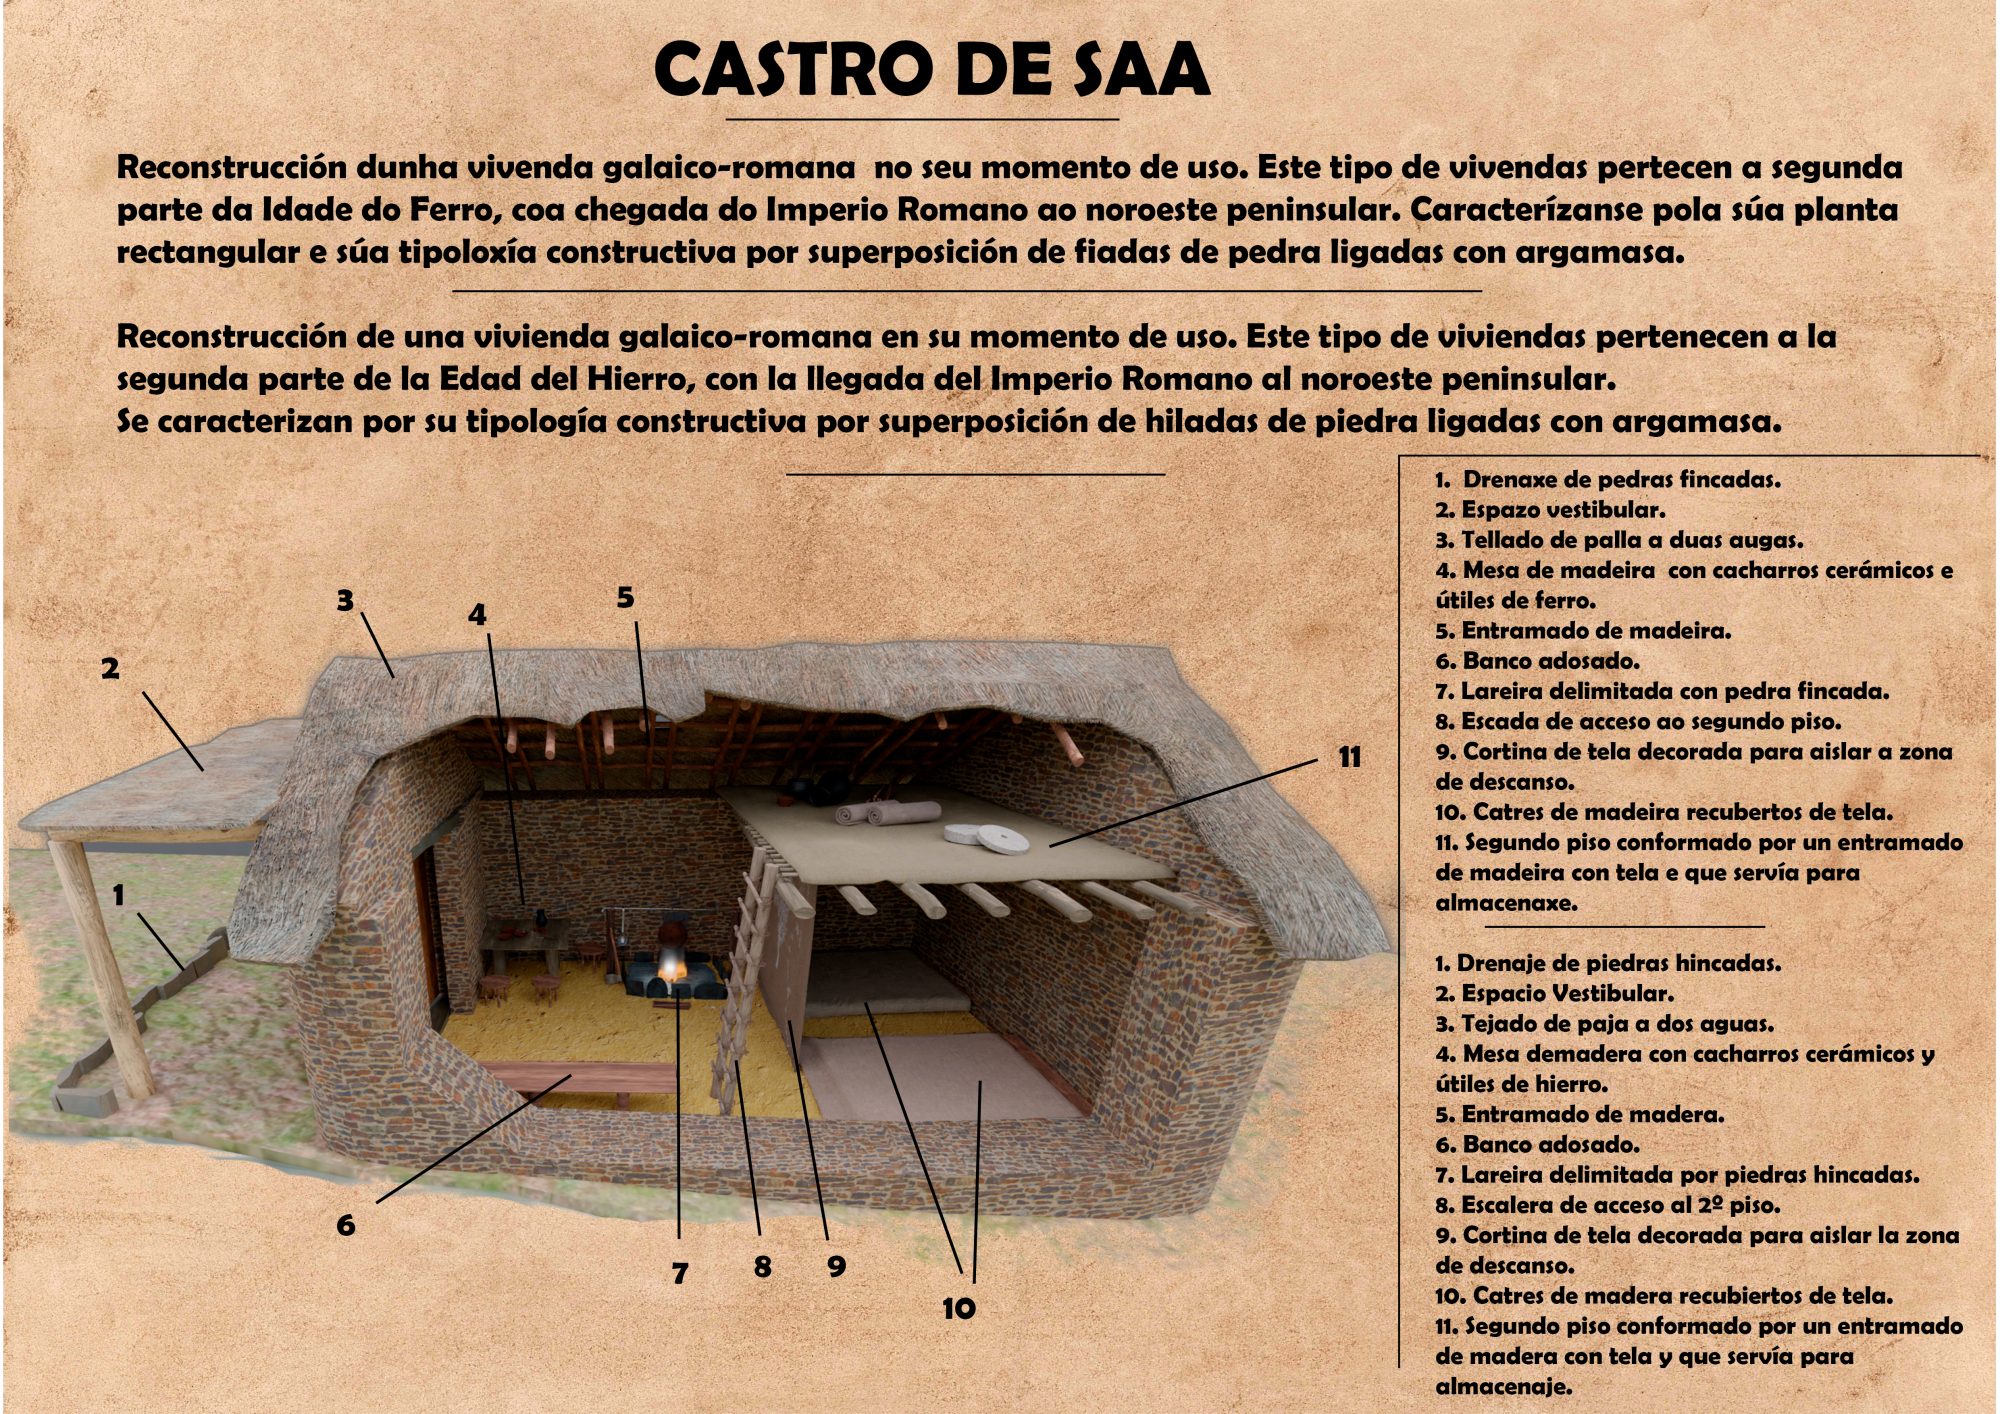 CASTRO DE SAA
Reconstrucción dunha vivenda galaico-romana  no seu momento de uso. Este tipo de vivendas pertecen a segunda
parte da Idade do Ferro, coa chegada do Imperio Romano ao noroeste peninsular. Caracterízanse pola súa planta
rectangular e súa tipoloxía constructiva por superposición de fiadas de pedra ligadas con argamasa.
Reconstrucción de una vivienda galaico-romana en su momento de uso. Este tipo de viviendas pertenecen a la
segunda parte de la Edad del Hierro, con la llegada del Imperio Romano al noroeste peninsular.
Se caracterizan por su tipología constructiva por superposición de hiladas de piedra ligadas con argamasa.
1.  Drenaxe de pedras fincadas.
2. Espazo vestibular.
3. Tellado de palla a duas augas.
4. Mesa de madeira  con cacharros cerámicos e
útiles de ferro.
5. Entramado de madeira.
6. Banco adosado.
7. Lareira delimitada con pedra fincada.
8. Escada de acceso ao segundo piso.
9. Cortina de tela decorada para aislar a zona
de descanso.
10. Catres de madeira recubertos de tela.
11. Segundo piso conformado por un entramado
de madeira con tela e que servía para
almacenaxe.
1. Drenaje de piedras hincadas.
2. Espacio Vestibular.
3. Tejado de paja a dos aguas.
4. Mesa demadera con cacharros cerámicos y
útiles de hierro.
5. Entramado de madera.
6. Banco adosado.
7. Lareira delimitada por piedras hincadas.
8. Escalera de acceso al 2º piso.
9. Cortina de tela decorada para aislar la zona
de descanso.
10. Catres de madera recubiertos de tela.
11. Segundo piso conformado por un entramado
de madera con tela y que servía para
almacenaje.
3
4
5
2
11
1
6
7
8
9
10